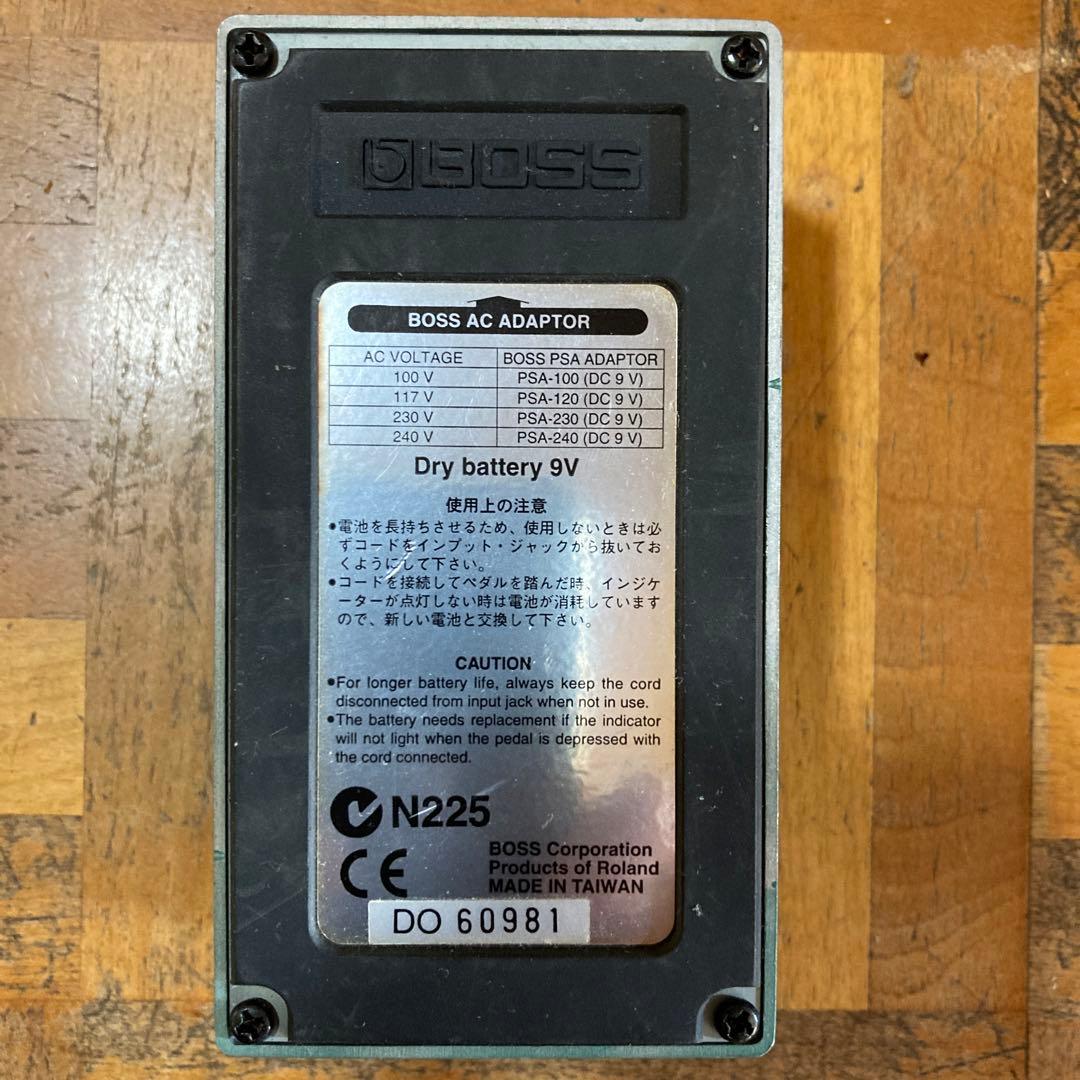 BOSS
BOSS AC ADAPTOR
AC VOLTAGE BOSS PSA ADAPTOR
100 V PSA-100 (DC 9 V)
117 V PSA-120 (DC 9 V)
230 V PSA-230 (DC 9 V)
240 V PSA-240 (DC 9 V)
Dry battery 9V
使用上の注意
●電池を長持ちさせるため、使用しないときは必
ずコードをインプット・ジャックから抜いてお
くようにして下さい。
●コードを接続してペダルを踏んだ時、インジケ
ーターが点灯しない時は電池が消耗しています
ので、新しい電池と交換して下さい。
CAUTION
●For longer battery life, always keep the cord
disconnected from input jack when not in use.
●The battery needs replacement if the indicator
will not light when the pedal is depressed with
the cord connected.
N225
CE
BOSS Corporation
Products of Roland
MADE IN TAIWAN
DO 60981